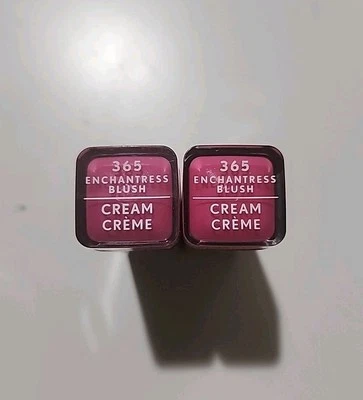 365
ENCHANTRESS
BLUSH
CREAM
CRÈME
365
ENCHANTRESS
BLUSH
CREAM
CRÈME